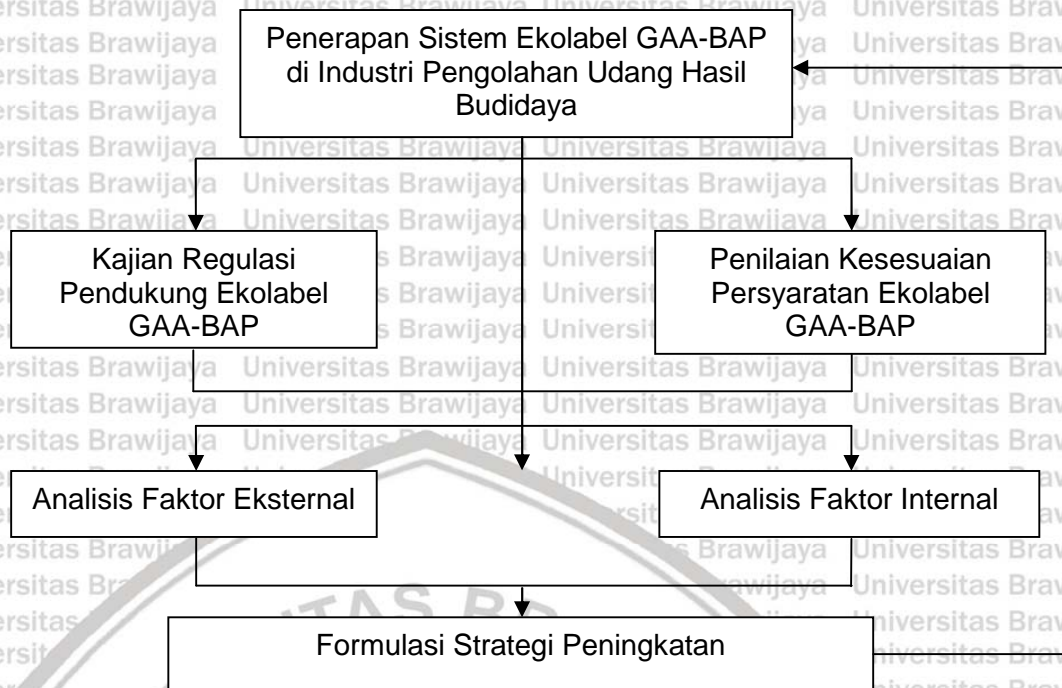 Penerapan Sistem Ekolabel GAA-BAP
di Industri Pengolahan Udang Hasil
Budidaya
Kajian Regulasi
Pendukung Ekolabel
GAA-BAP
Penilaian Kesesuaian
Persyaratan Ekolabel
GAA-BAP
Analisis Faktor Eksternal
Analisis Faktor Internal
Formulasi Strategi Peningkatan